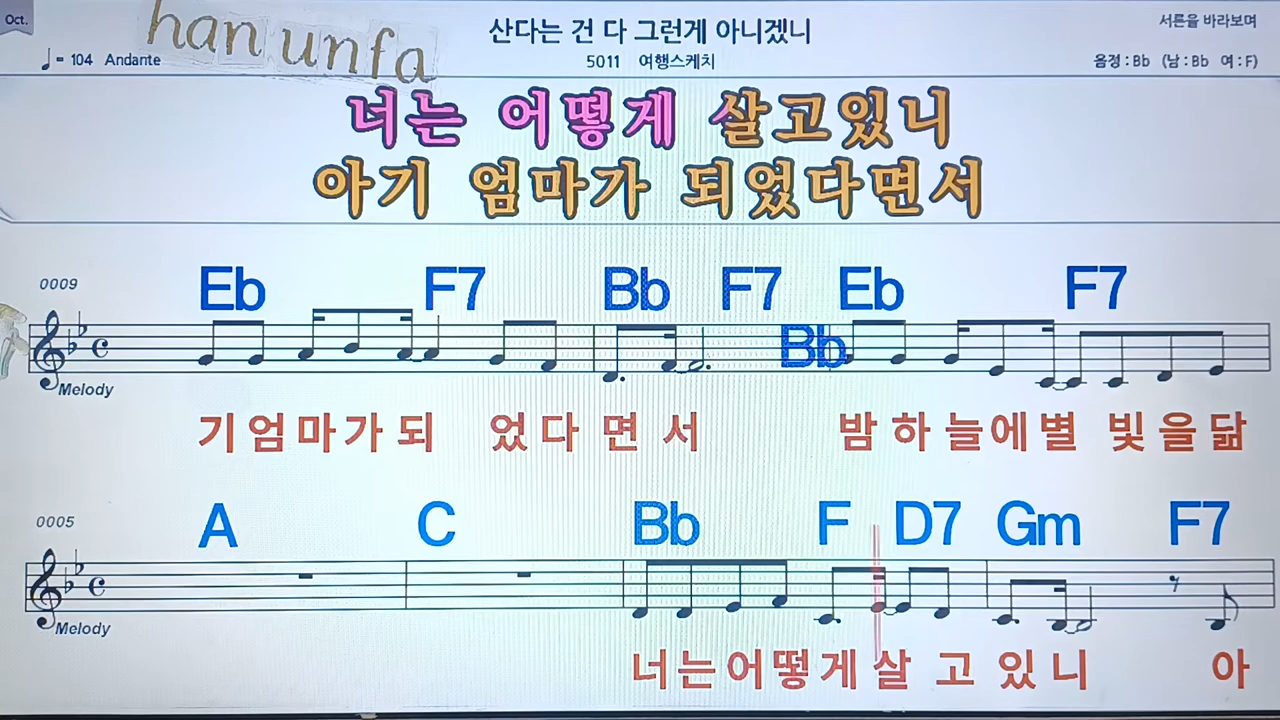 Oct.
han unfa
산다는 건 다 그런게 아니겠니
서른을 바라보며
♩= 104 Andante
5011 여행스케치
음정 : Bb (남 : Bb 여 : F)
너는 어떻게 살고있니
아기 엄마가 되었다면서
0009
Eb F7 Bb F7 Bb Eb F7
Melody
기엄마가되 었다면서 밤하늘에별 빛을닮
0005
A C Bb F D7 Gm F7
Melody
너는어떻게살 고있니 아